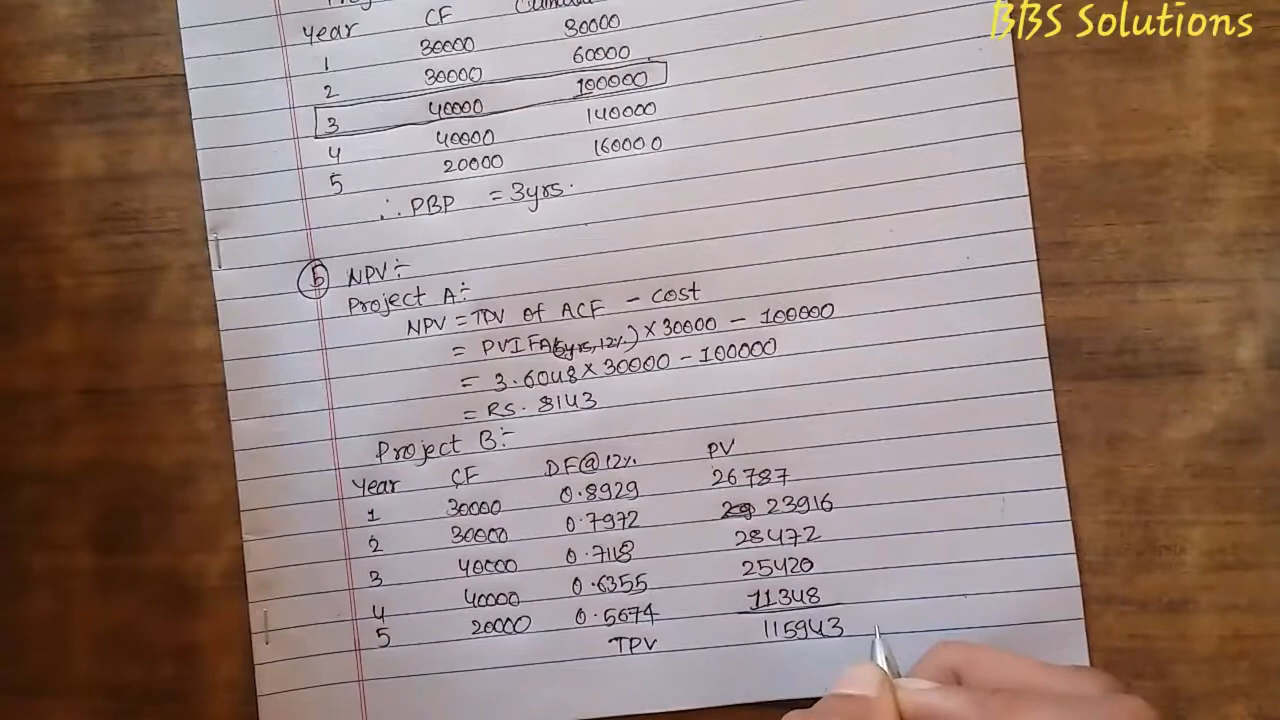 BBS Solutions
Year CF
1 30000 30000
2 30000 60000
3 40000 100000
4 40000 140000
5 20000 160000
∴ PBP = 3yrs.
b NPV:-
Project A:-
NPV = TPV of ACF - cost
= PVIFA(5yrs, 12%) × 30000 - 100000
= 3.6048 × 30000 - 100000
= RS. 8143
Project B:-
Year CF DF@12% PV
1 30000 0.8929 26787
2 30000 0.7972 23916
3 40000 0.7118 28472
4 40000 0.6355 25420
5 20000 0.5674 11348
TPV 115943